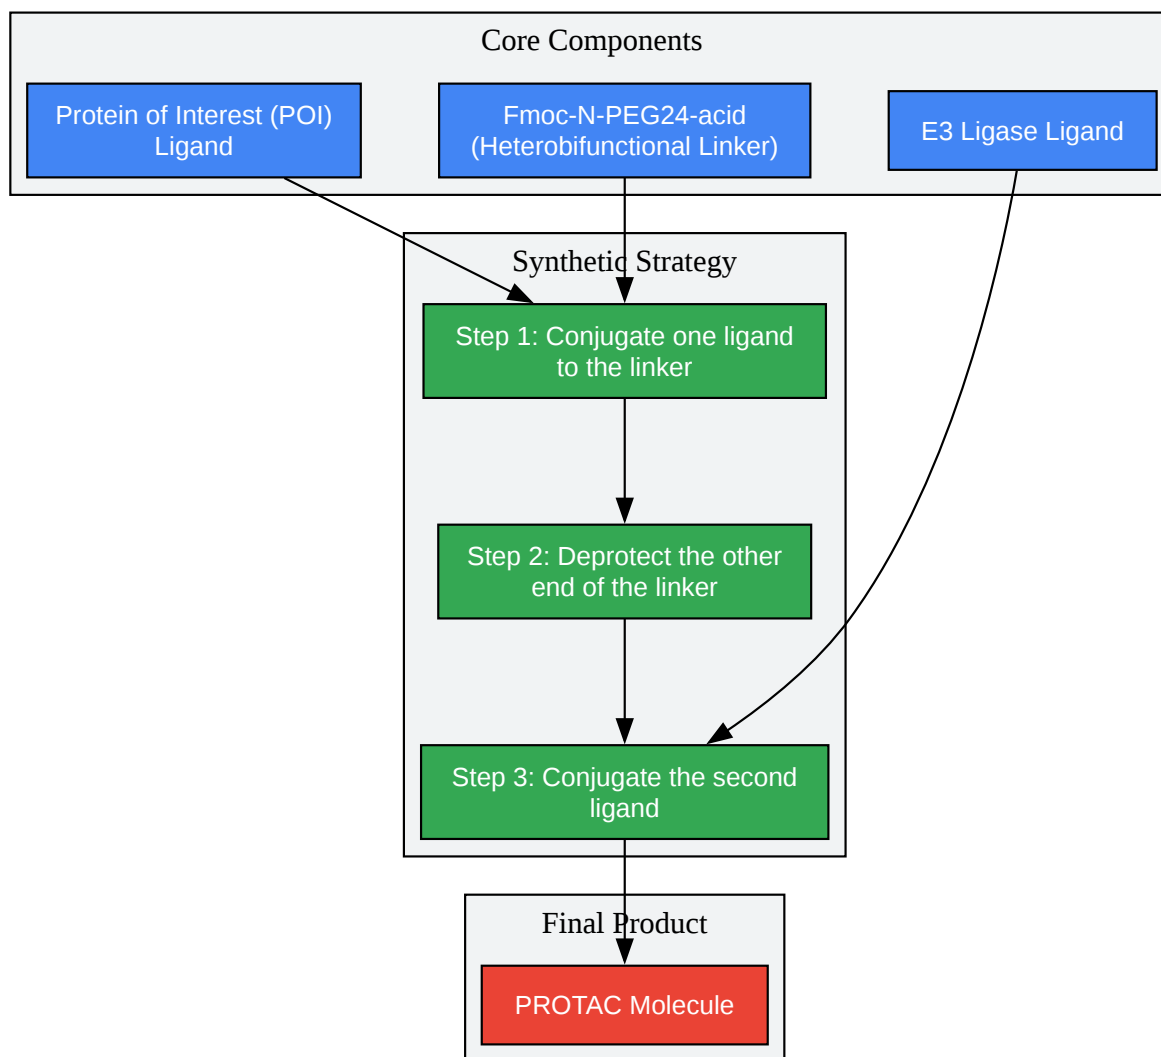 Core Components
Protein of Interest (POI)
Ligand
Fmoc-N-PEG24-acid
(Heterobifunctional Linker)
E3 Ligase Ligand
Synthetic Strategy
Step 1: Conjugate one ligand
to the linker
Step 2: Deprotect the other
end of the linker
Step 3: Conjugate the second
ligand
Final Product
PROTAC Molecule